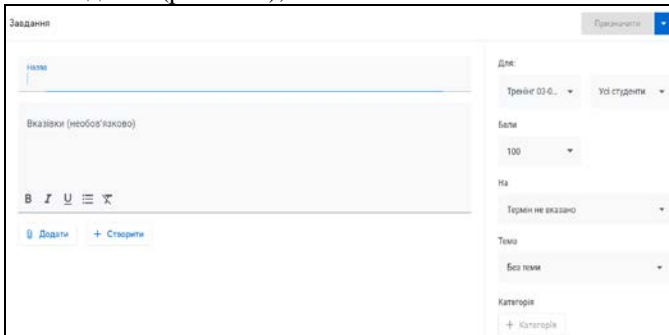 Завдання
Призначити
Назва
Вказівки (необов'язково)
B I U
Додати
+ Створити
Для:
Тренінг 03-0...
Усі студенти
Бали
100
На
Термін не вказано
Тема
Без теми
Категорія
+ Категорія